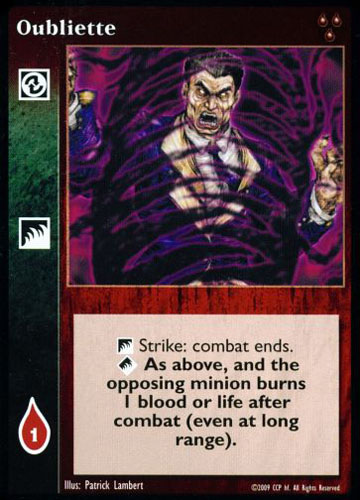 Oubliette
Strike: combat ends.
As above, and the
opposing minion burns
1 blood or life after
combat (even at long
range).
1
Illus: Patrick Lambert ©2009 CCP hf. All Rights Reserved